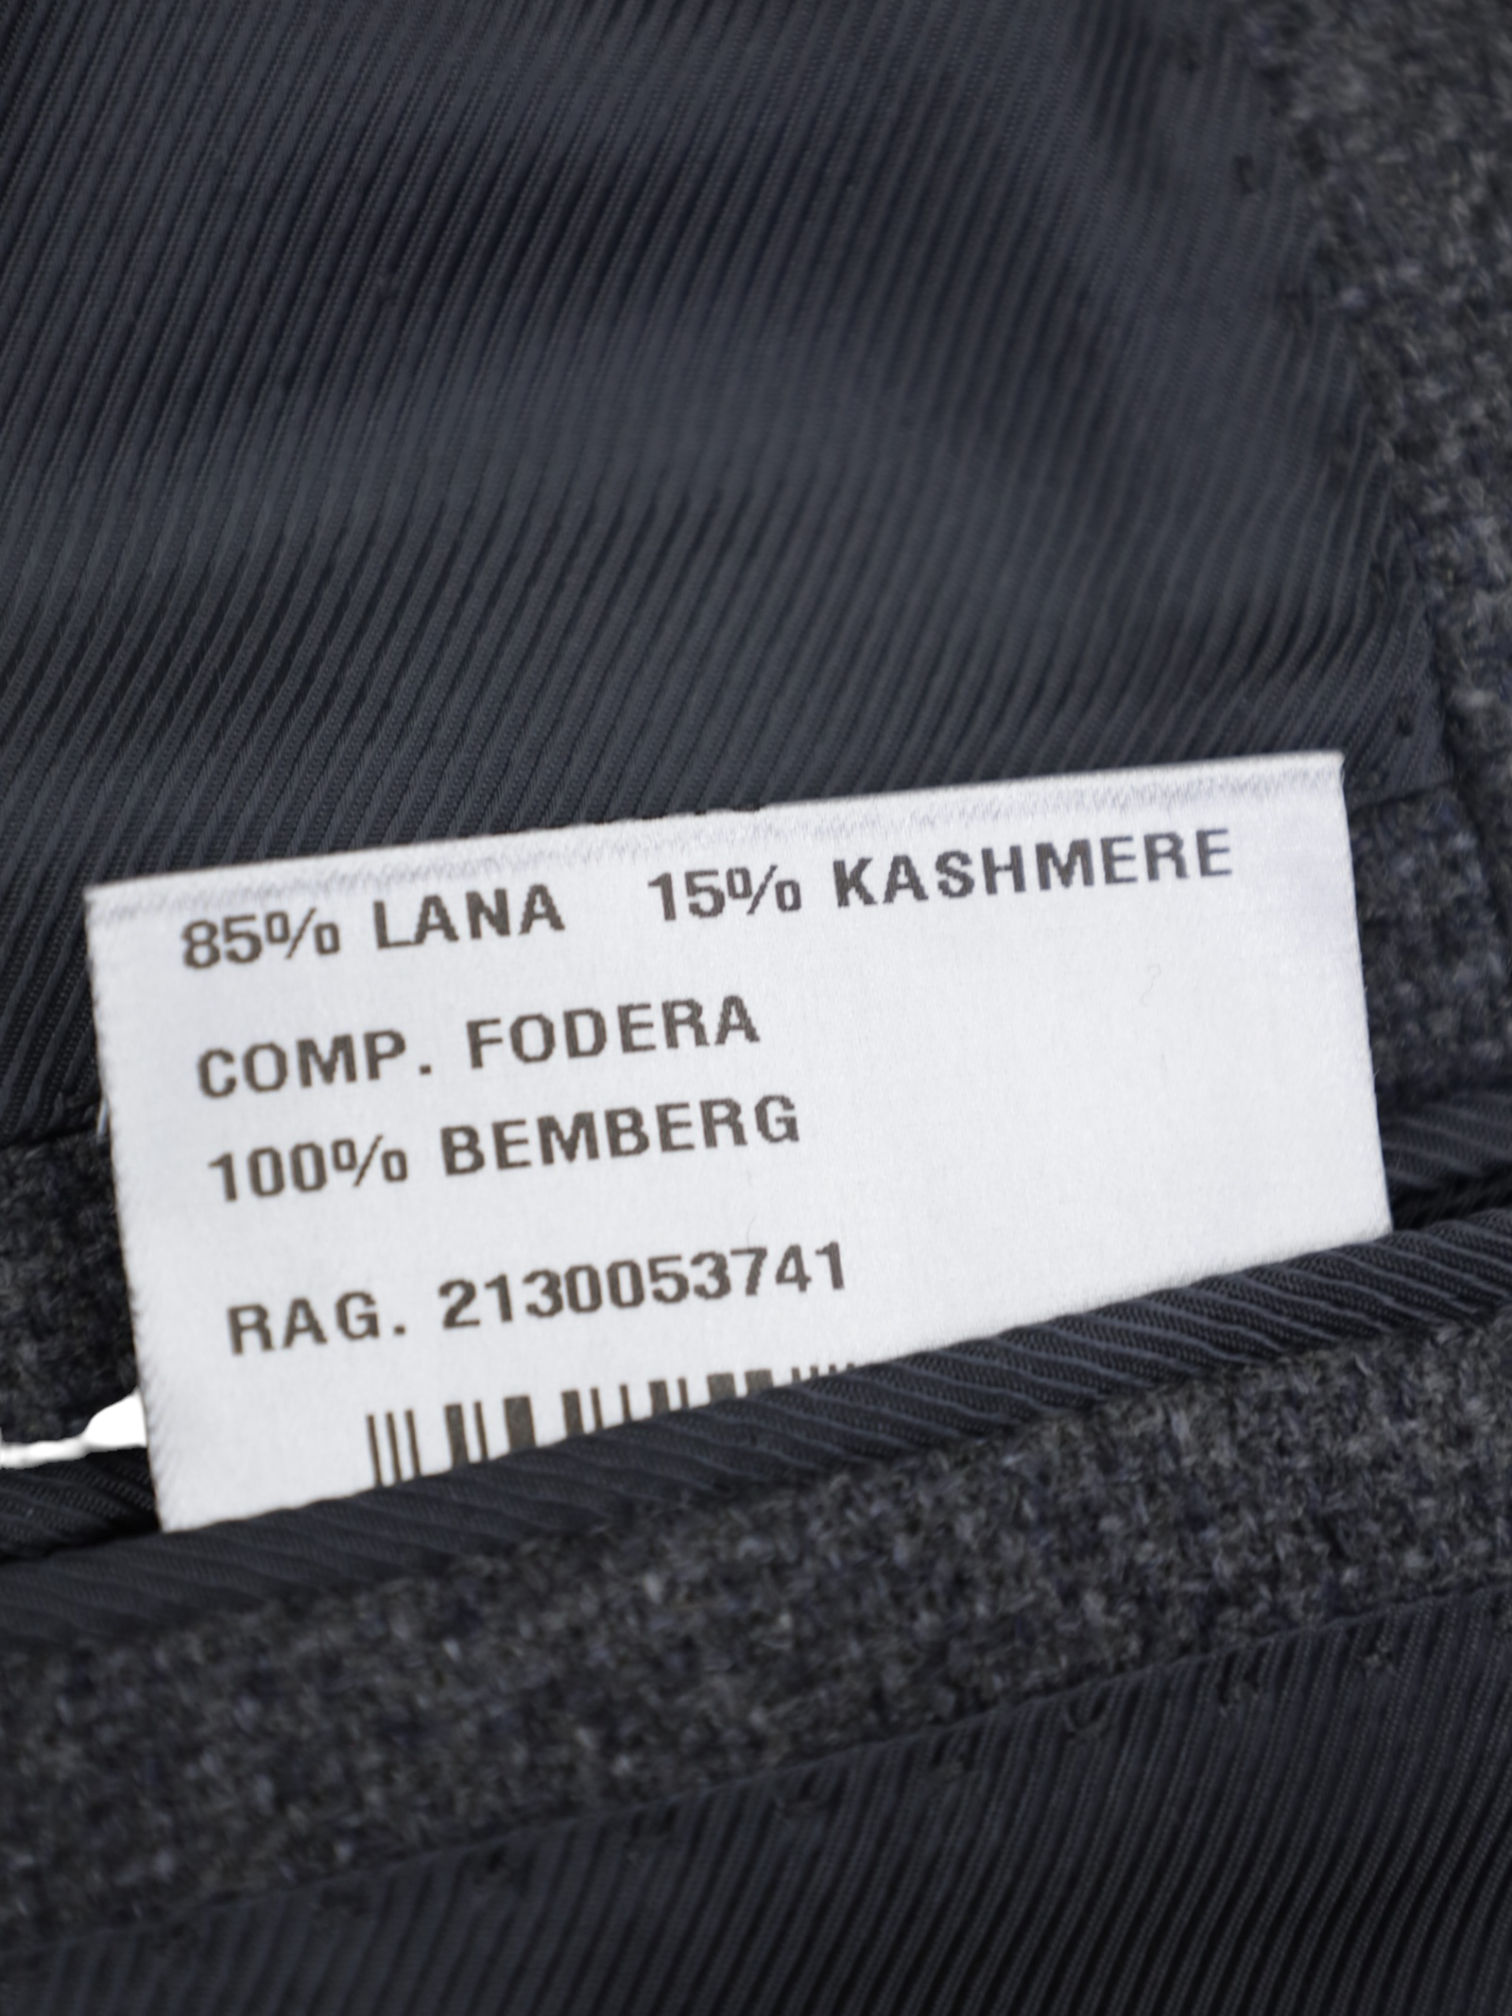 85% LANA 15% KASHMERE
COMP. FODERA
100% BEMBERG
RAG. 2130053741